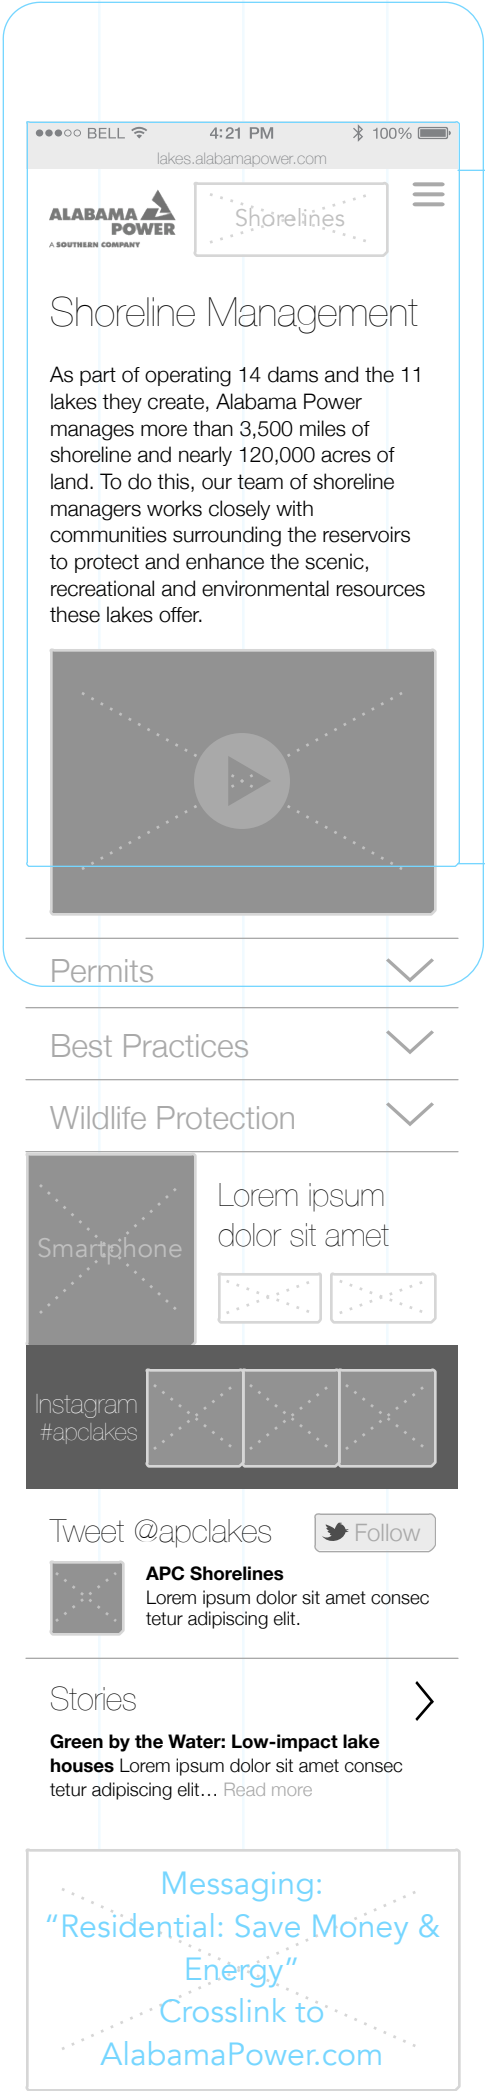 BELL 4:21 PM 100%
lakes.alabamapower.com
ALABAMA
POWER
A SOUTHERN COMPANY
Shorelines
Shoreline Management
As part of operating 14 dams and the 11
lakes they create, Alabama Power
manages more than 3,500 miles of
shoreline and nearly 120,000 acres of
land. To do this, our team of shoreline
managers works closely with
communities surrounding the reservoirs
to protect and enhance the scenic,
recreational and environmental resources
these lakes offer.
Permits
Best Practices
Wildlife Protection
Smartphone
Lorem ipsum
dolor sit amet
Instagram
#apclakes
Tweet @apclakes
Follow
APC Shorelines
Lorem ipsum dolor sit amet consec
tetur adipiscing elit.
Stories
Green by the Water: Low-impact lake
houses Lorem ipsum dolor sit amet consec
tetur adipiscing elit… Read more
Messaging:
“Residential: Save Money &
Energy”
Crosslink to
AlabamaPower.com